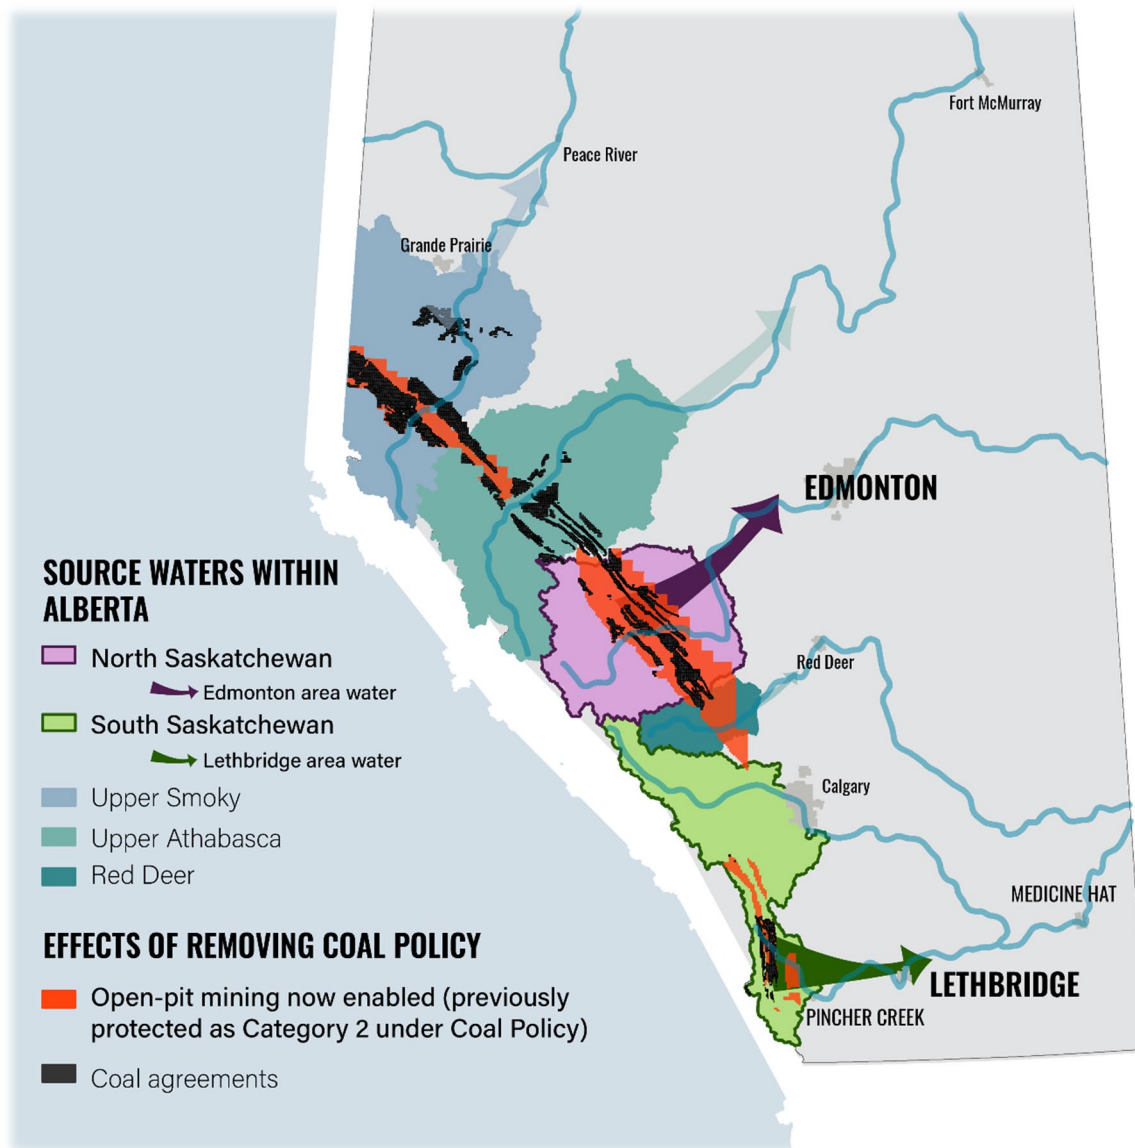 Fort McMurray
Peace River
Grande Prairie
EDMONTON
Red Deer
Calgary
MEDICINE HAT
LETHBRIDGE
PINCHER CREEK
SOURCE WATERS WITHIN
ALBERTA
North Saskatchewan
Edmonton area water
South Saskatchewan
Lethbridge area water
Upper Smoky
Upper Athabasca
Red Deer
EFFECTS OF REMOVING COAL POLICY
Open-pit mining now enabled (previously
protected as Category 2 under Coal Policy)
Coal agreements